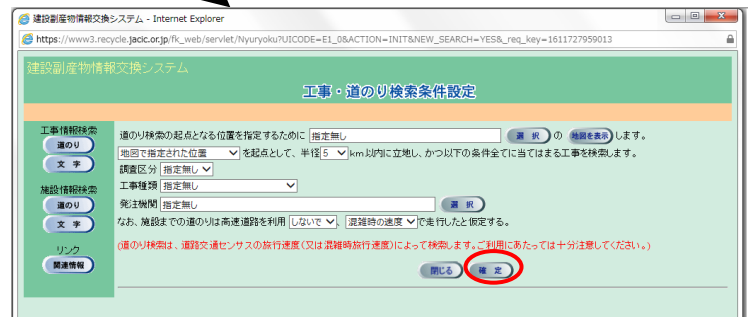 建設副産物情報交換システム - Internet Explorer
https://www3.recycle.jacic.or.jp/fk_web/servlet/Nyuryoku?UICODE=E1_0&ACTION=INIT&NEW_SEARCH=YES&_req_key=1611727959013
建設副産物情報交換システム
工事・道のり検索条件設定
工事情報検索
道のり
文 字
施設情報検索
道のり
文 字
リンク
関連情報
道のり検索の起点となる位置を指定するために 指定無し 選 択 の 地図を表示 します。
地図で指定された位置 を起点として、半径 5 km以内に立地し、かつ以下の条件全てに当てはまる工事を検索します。
調査区分 指定無し
工事種類 指定無し
発注機関 指定無し 選 択
なお、施設までの道のりは高速道路を利用 しないで 、 混雑時の速度 で走行したと仮定する。
(道のり検索は、道路交通センサスの旅行速度(又は混雑時旅行速度)によって検索します。ご利用にあたっては十分注意してください。)
閉じる 確 定